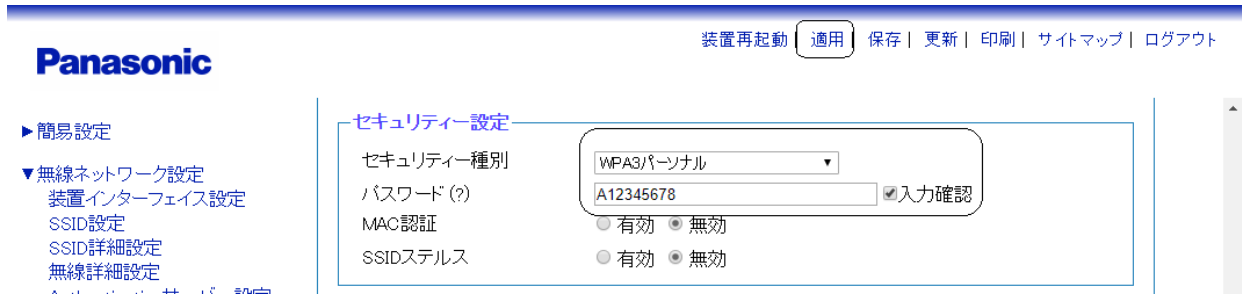 装置再起動| 適用| 保存| 更新| 印刷| サイトマップ| ログアウト
Panasonic
▶簡易設定
▼無線ネットワーク設定
装置インターフェイス設定
SSID設定
SSID詳細設定
無線詳細設定
セキュリティー設定
セキュリティー種別 WPA3パーソナル
パスワード(?) A12345678 入力確認
MAC認証 有効 無効
SSIDステルス 有効 無効